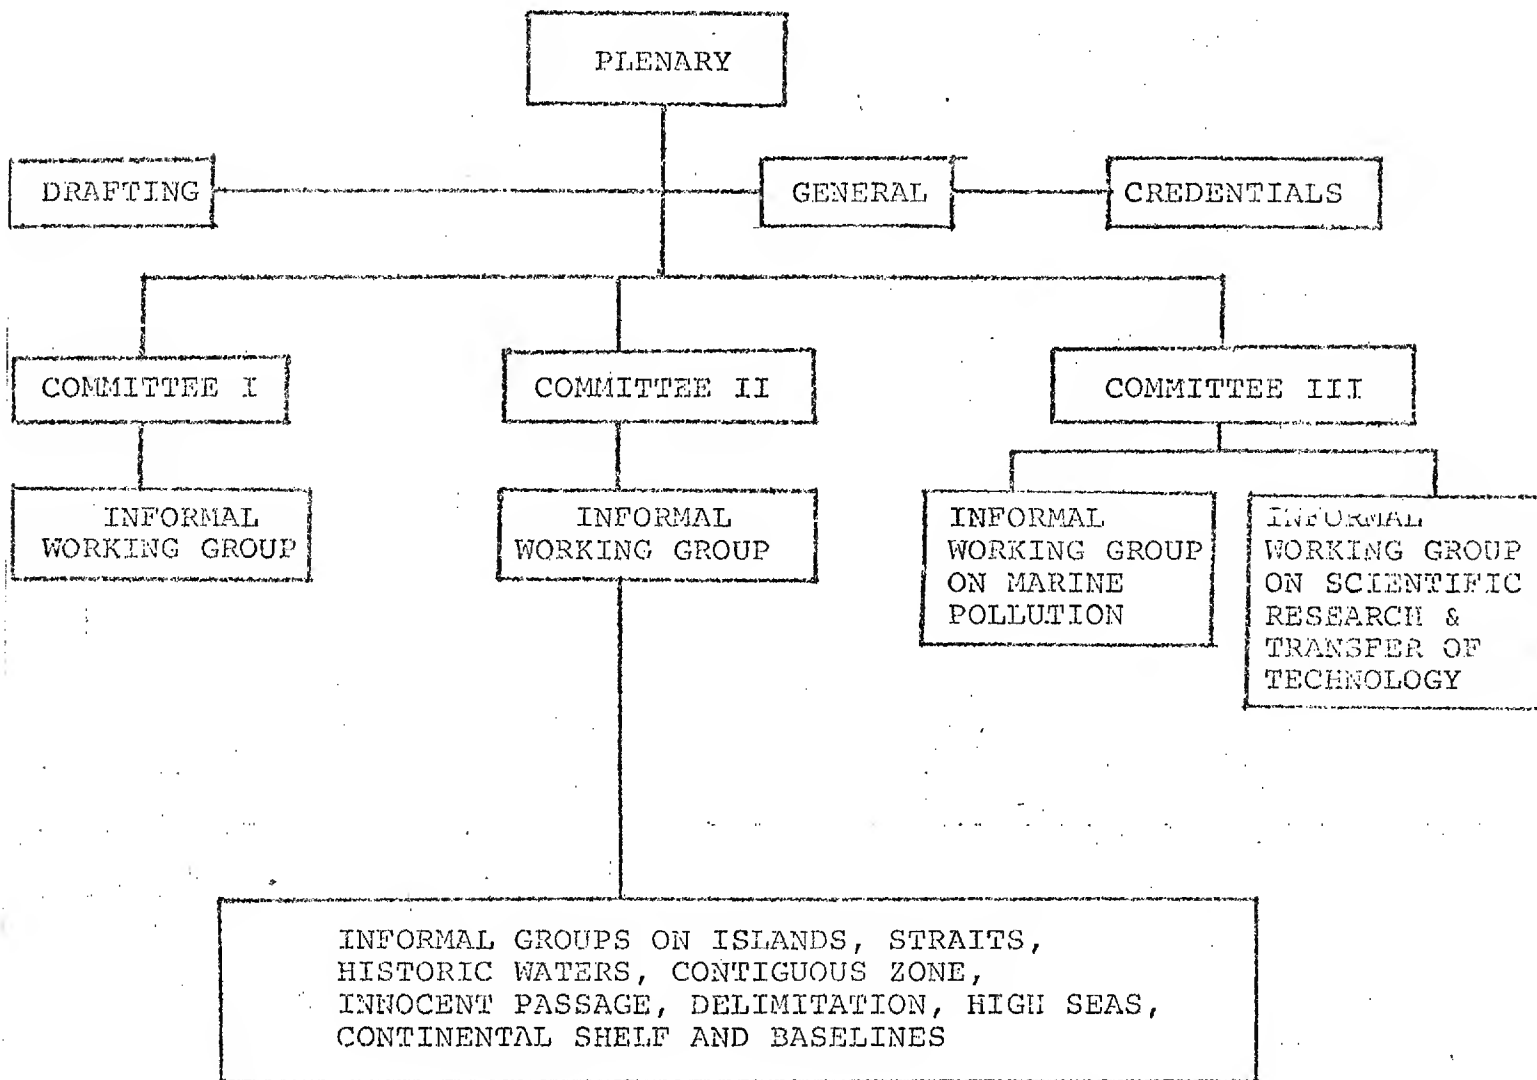 PLENARY
DRAFTING
GENERAL
CREDENTIALS
COMMITTEE I
COMMITTEE II
COMMITTEE III
INFORMAL
WORKING GROUP
INFORMAL
WORKING GROUP
INFORMAL
WORKING GROUP
ON MARINE
POLLUTION
INFORMAL
WORKING GROUP
ON SCIENTIFIC
RESEARCH &
TRANSFER OF
TECHNOLOGY
INFORMAL GROUPS ON ISLANDS, STRAITS,
HISTORIC WATERS, CONTIGUOUS ZONE,
INNOCENT PASSAGE, DELIMITATION, HIGH SEAS,
CONTINENTAL SHELF AND BASELINES